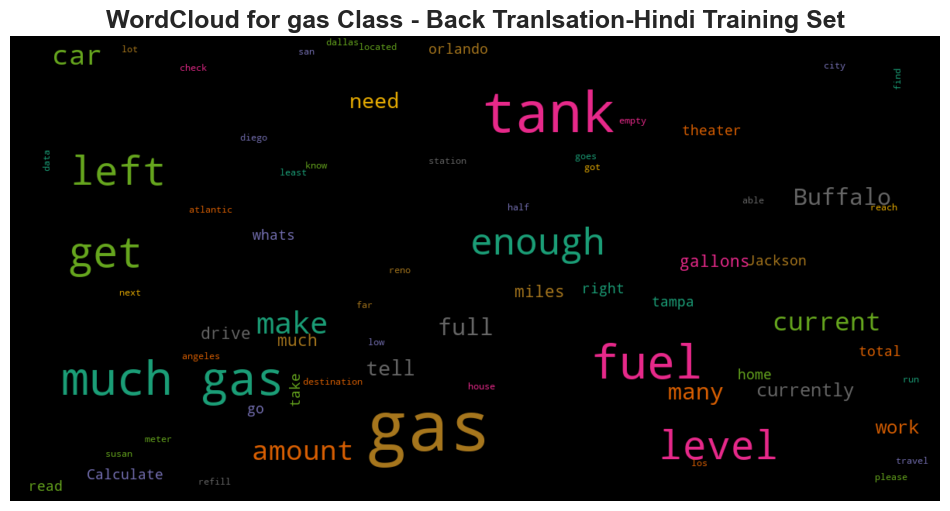 WordCloud for gas Class - Back Tranlsation-Hindi Training Set
car
lot
check
san
dallas
located
orlando
city
find
need
tank
empty
theater
diego
data
left
least
know
station
goes
got
able
Buffalo
reach
atlantic
half
whats
get
enough
gallons
Jackson
reno
next
miles
right
tampa
far
make
much
drive
full
low
current
total
angeles
much gas
take
destination
tell
house
fuel
home
many
currently
run
go
gas
amount
level
los
work
meter
susan
Calculate
refill
read
travel
please